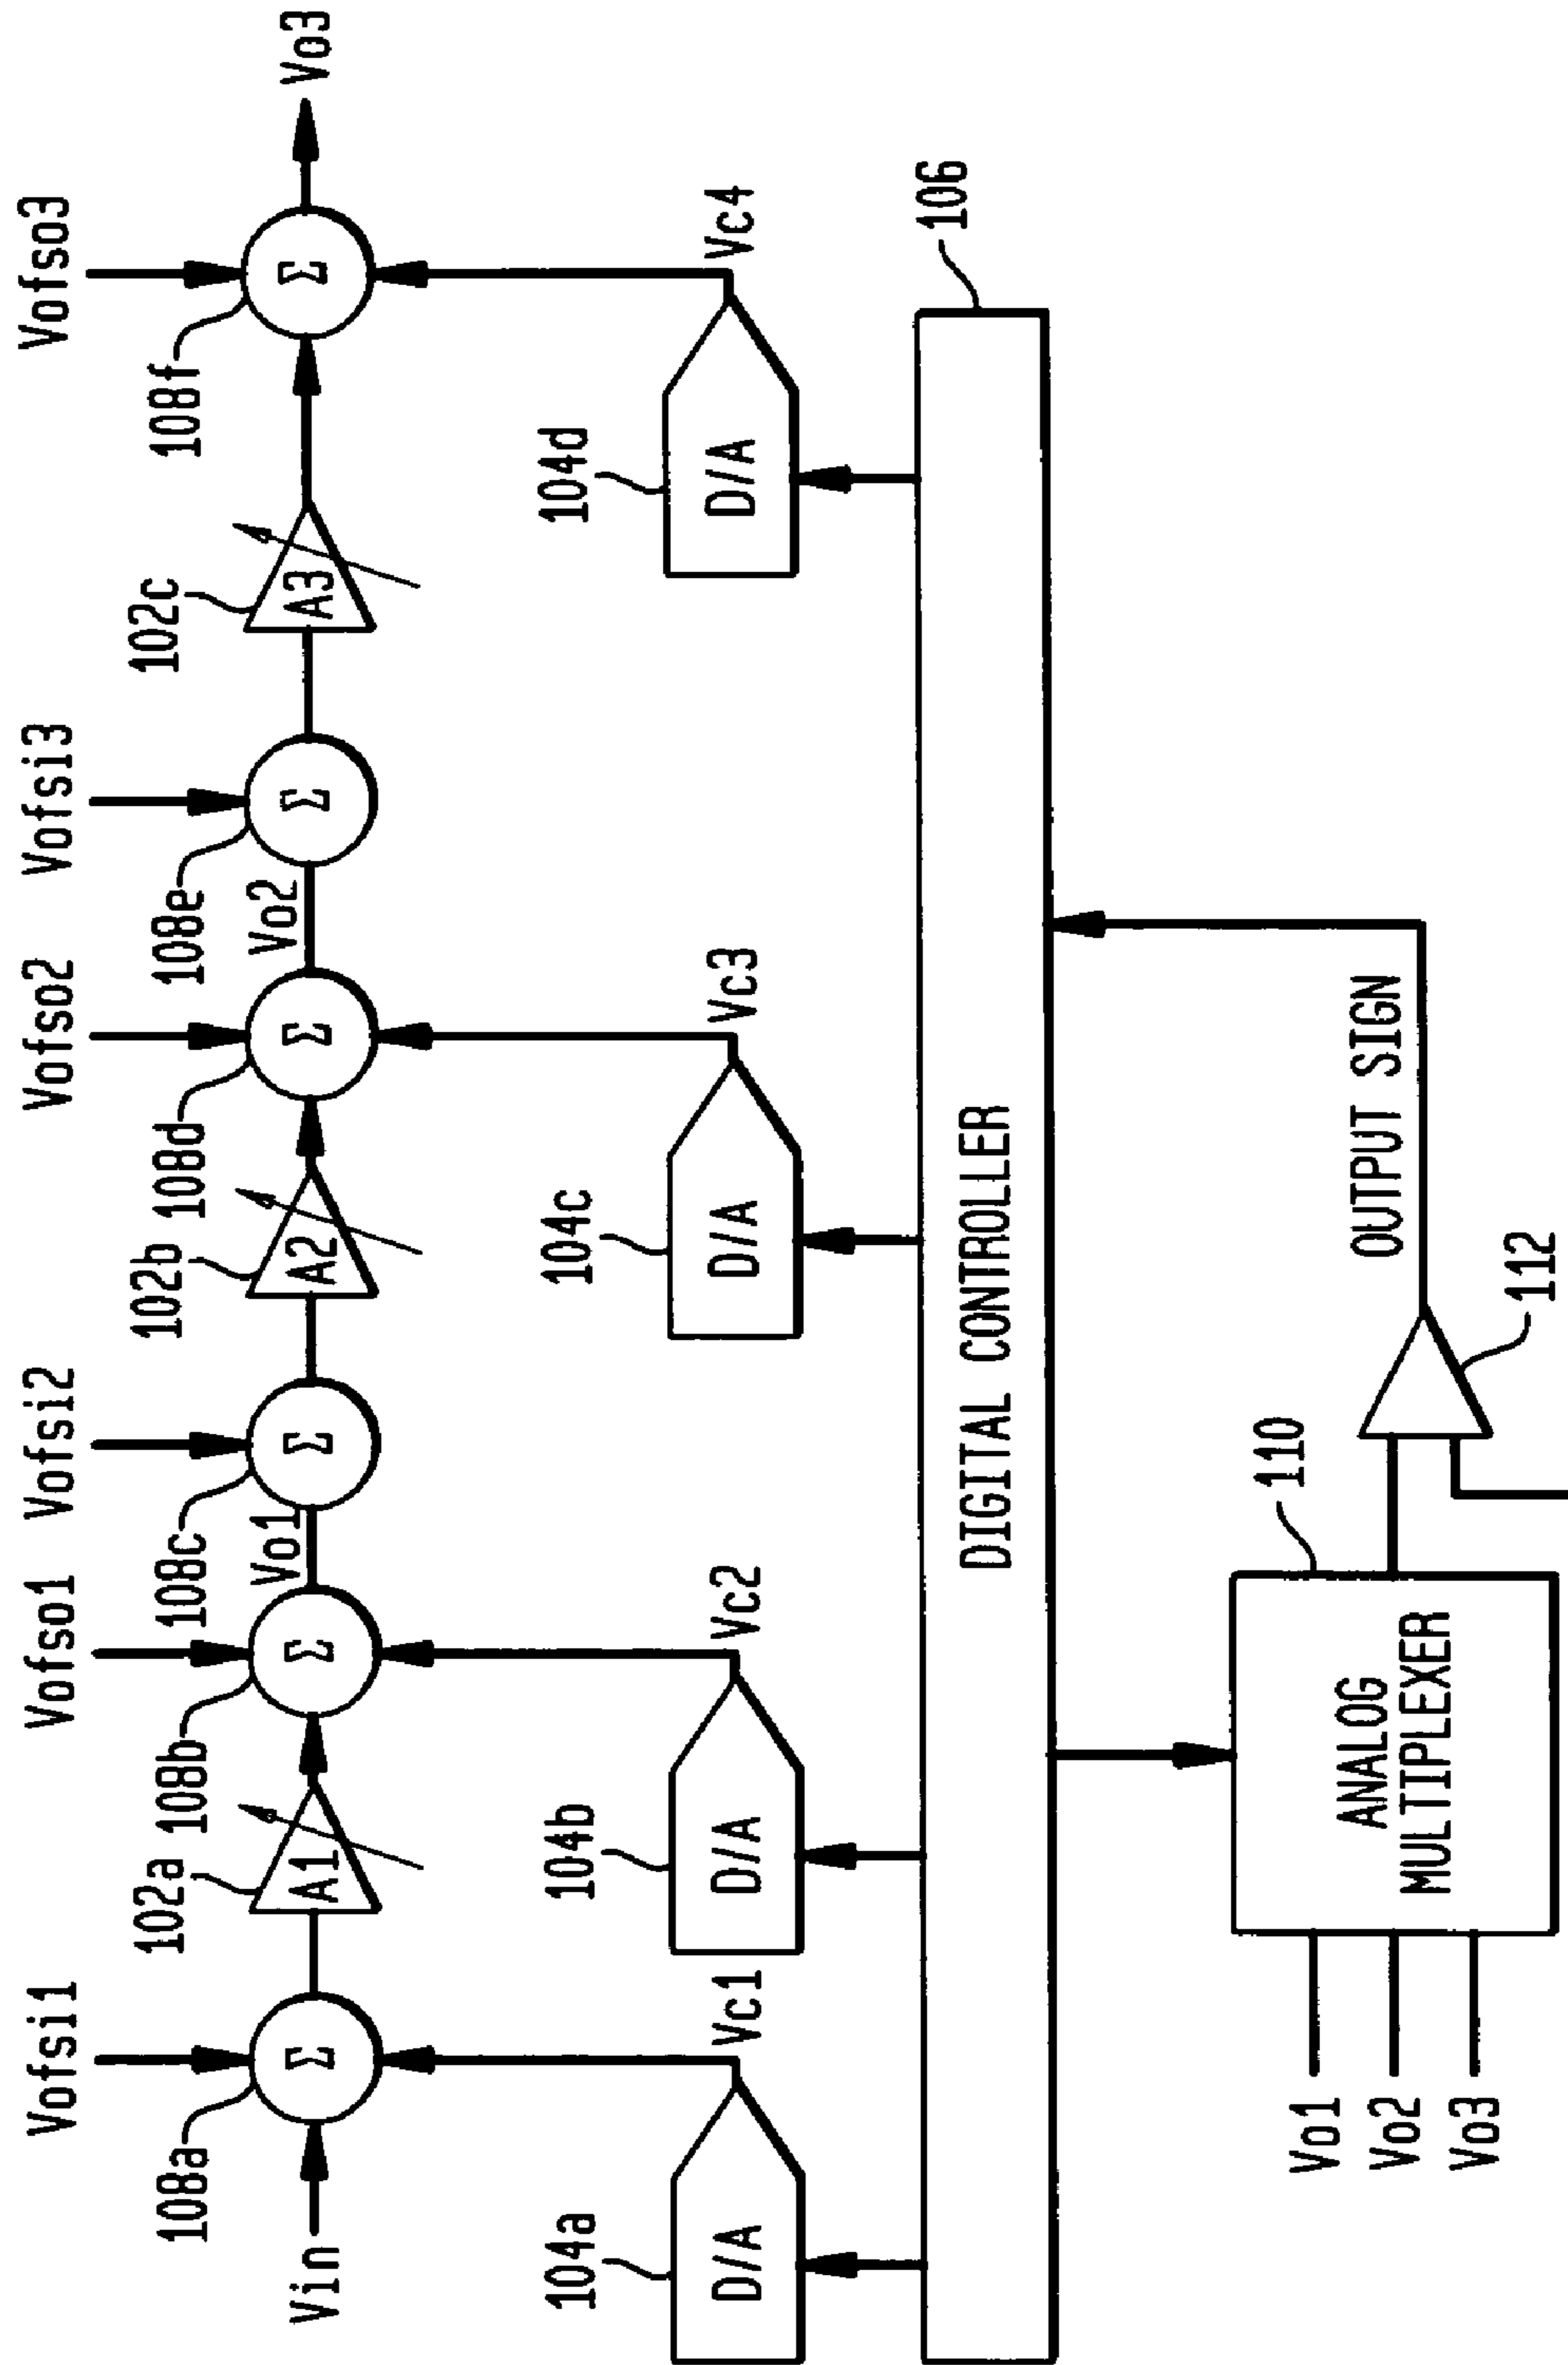 Vofsi1 Vofso1 Vofsi2 Vofso2 Vofsi3 Vofso3
108a 102a 108b 108c 102b 108d 108e 102c 108f
Vin Σ A1 Σ Vo1 Σ A2 Σ Vo2 Σ A3 Σ Vo3
104a 104b 104c 104d
D/A Vc1 D/A Vc2 D/A Vc3 D/A Vc4
106
DIGITAL CONTROLLER
110
Vo1
Vo2
Vo3
ANALOG
MULTIPLEXER
OUTPUT SIGN
112